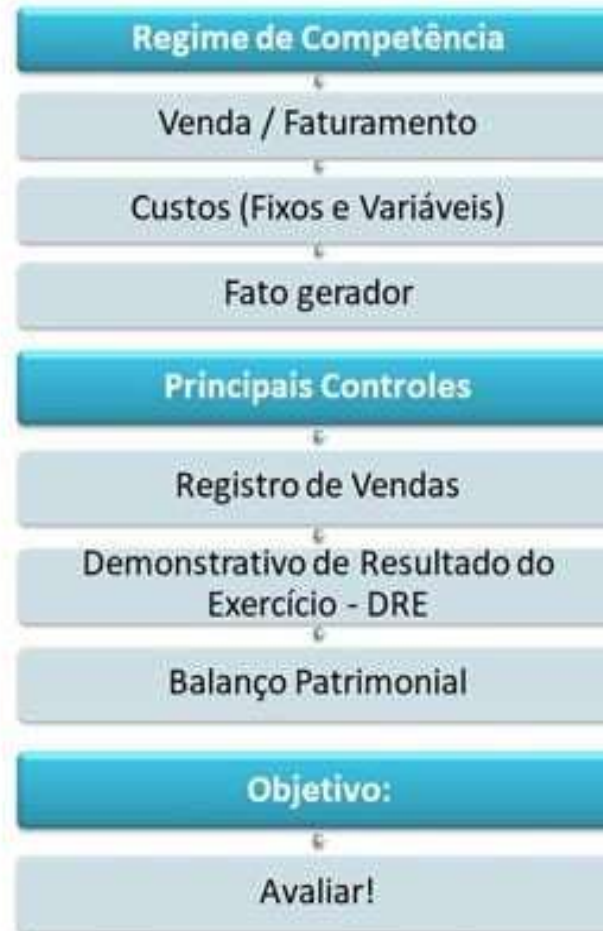 Regime de Competência
Venda / Faturamento
Custos (Fixos e Variáveis)
Fato gerador
Principais Controles
Registro de Vendas
Demonstrativo de Resultado do
Exercício - DRE
Balanço Patrimonial
Objetivo:
Avaliar!